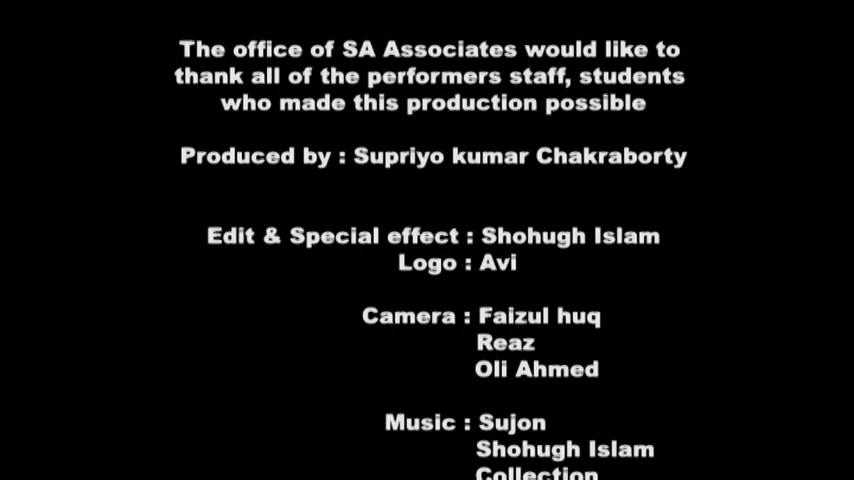 The office of SA Associates would like to
thank all of the performers staff, students
who made this production possible
Produced by : Supriyo kumar Chakraborty
Edit & Special effect : Shohugh Islam
Logo : Avi
Camera : Faizul huq
Reaz
Oli Ahmed
Music : Sujon
Shohugh Islam
Collection